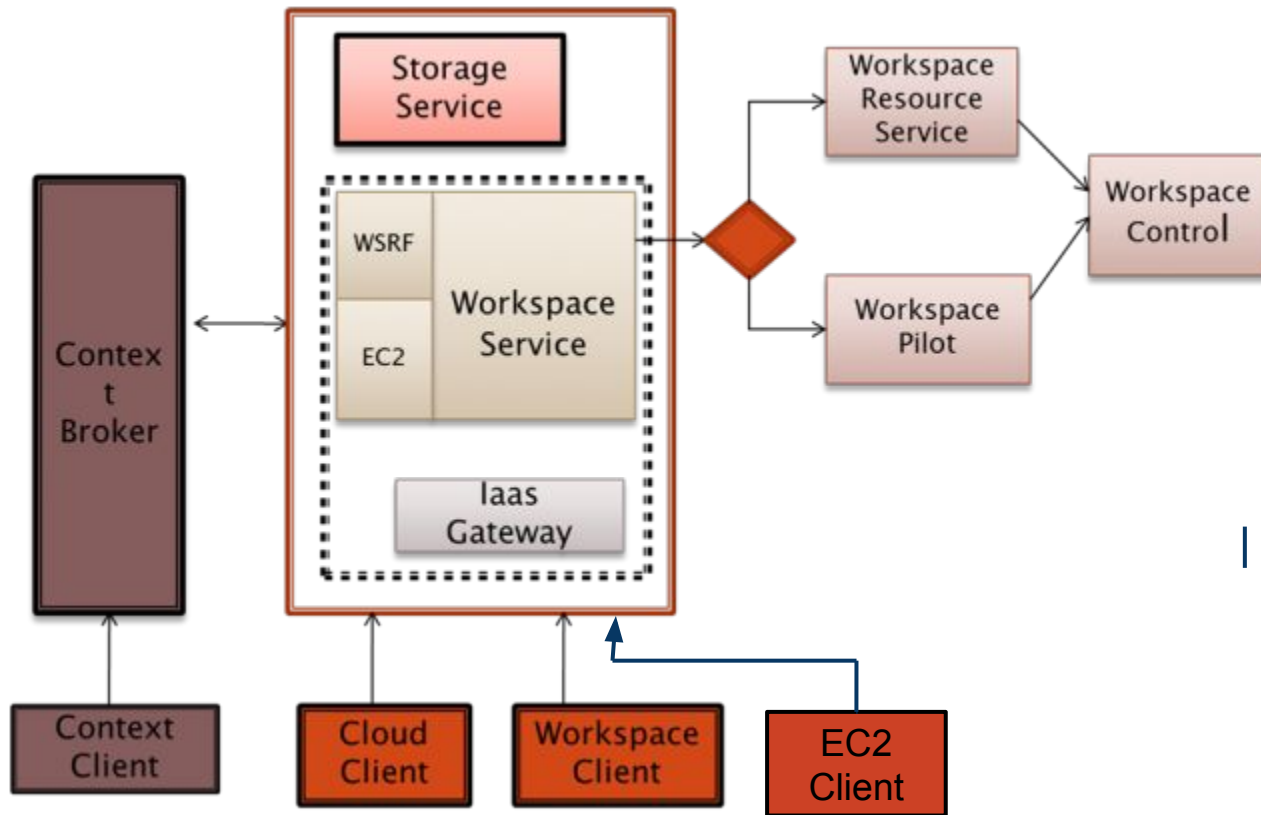 Storage
Service
Workspace
Resource
Service
Workspace
Control
WSRF
EC2
Workspace
Service
Workspace
Pilot
Contex
t
Broker
Iaas
Gateway
Context
Client
Cloud
Client
Workspace
Client
EC2
Client